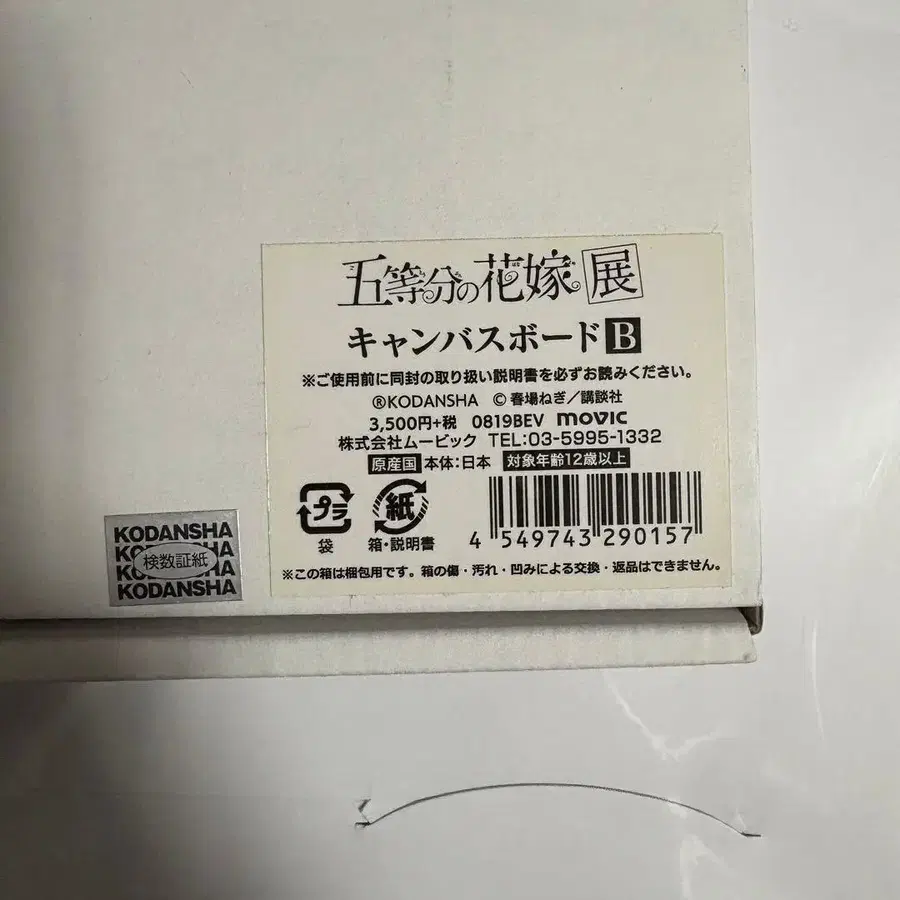 五等分の花嫁展
キャンバスボードB
※ご使用前に同封の取り扱い説明書を必ずお読みください。
®KODANSHA ©春場ねぎ／講談社
3,500円+税 0819BEV movic
株式会社ムービック TEL:03-5995-1332
原産国 本体:日本 対象年齢12歳以上
プラ 紙
袋 箱・説明書 4 549743 290157
※この箱は梱包用です。箱の傷・汚れ・凹みによる交換・返品はできません。
KODANSHA
KODANSHA
検数証紙
KODANSHA
KODANSHA